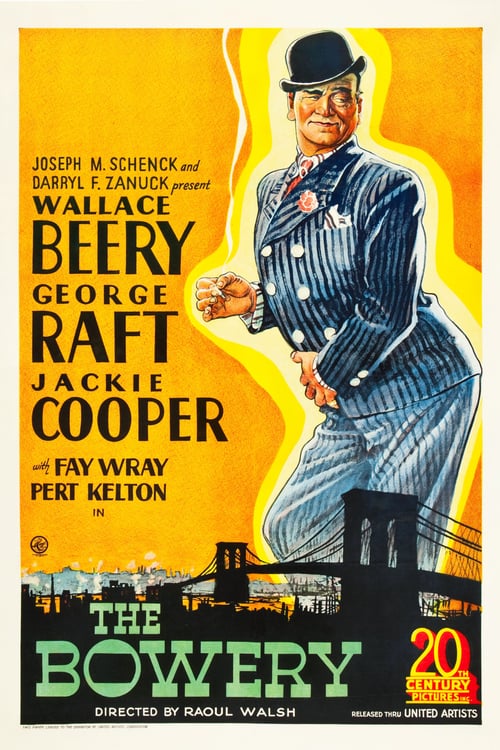 JOSEPH M. SCHENCK and
DARRYL F. ZANUCK present
WALLACE
BEERY
GEORGE
RAFT
JACKIE
COOPER
with FAY WRAY
PERT KELTON
IN
THE
BOWERY
DIRECTED BY RAOUL WALSH
20TH
CENTURY
PICTURES INC.
RELEASED THRU UNITED ARTISTS